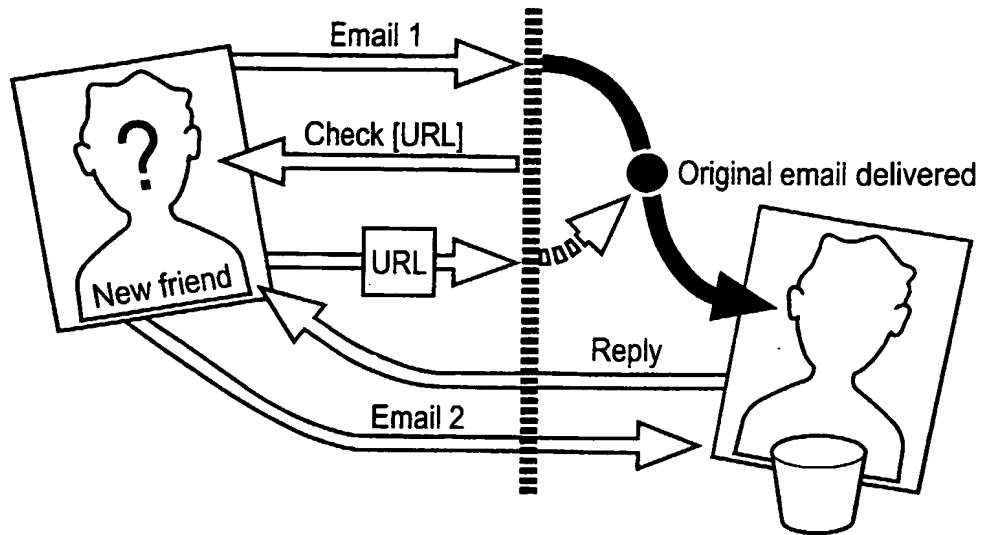 Email 1
Check [URL]
?
Original email delivered
URL
New friend
Reply
Email 2